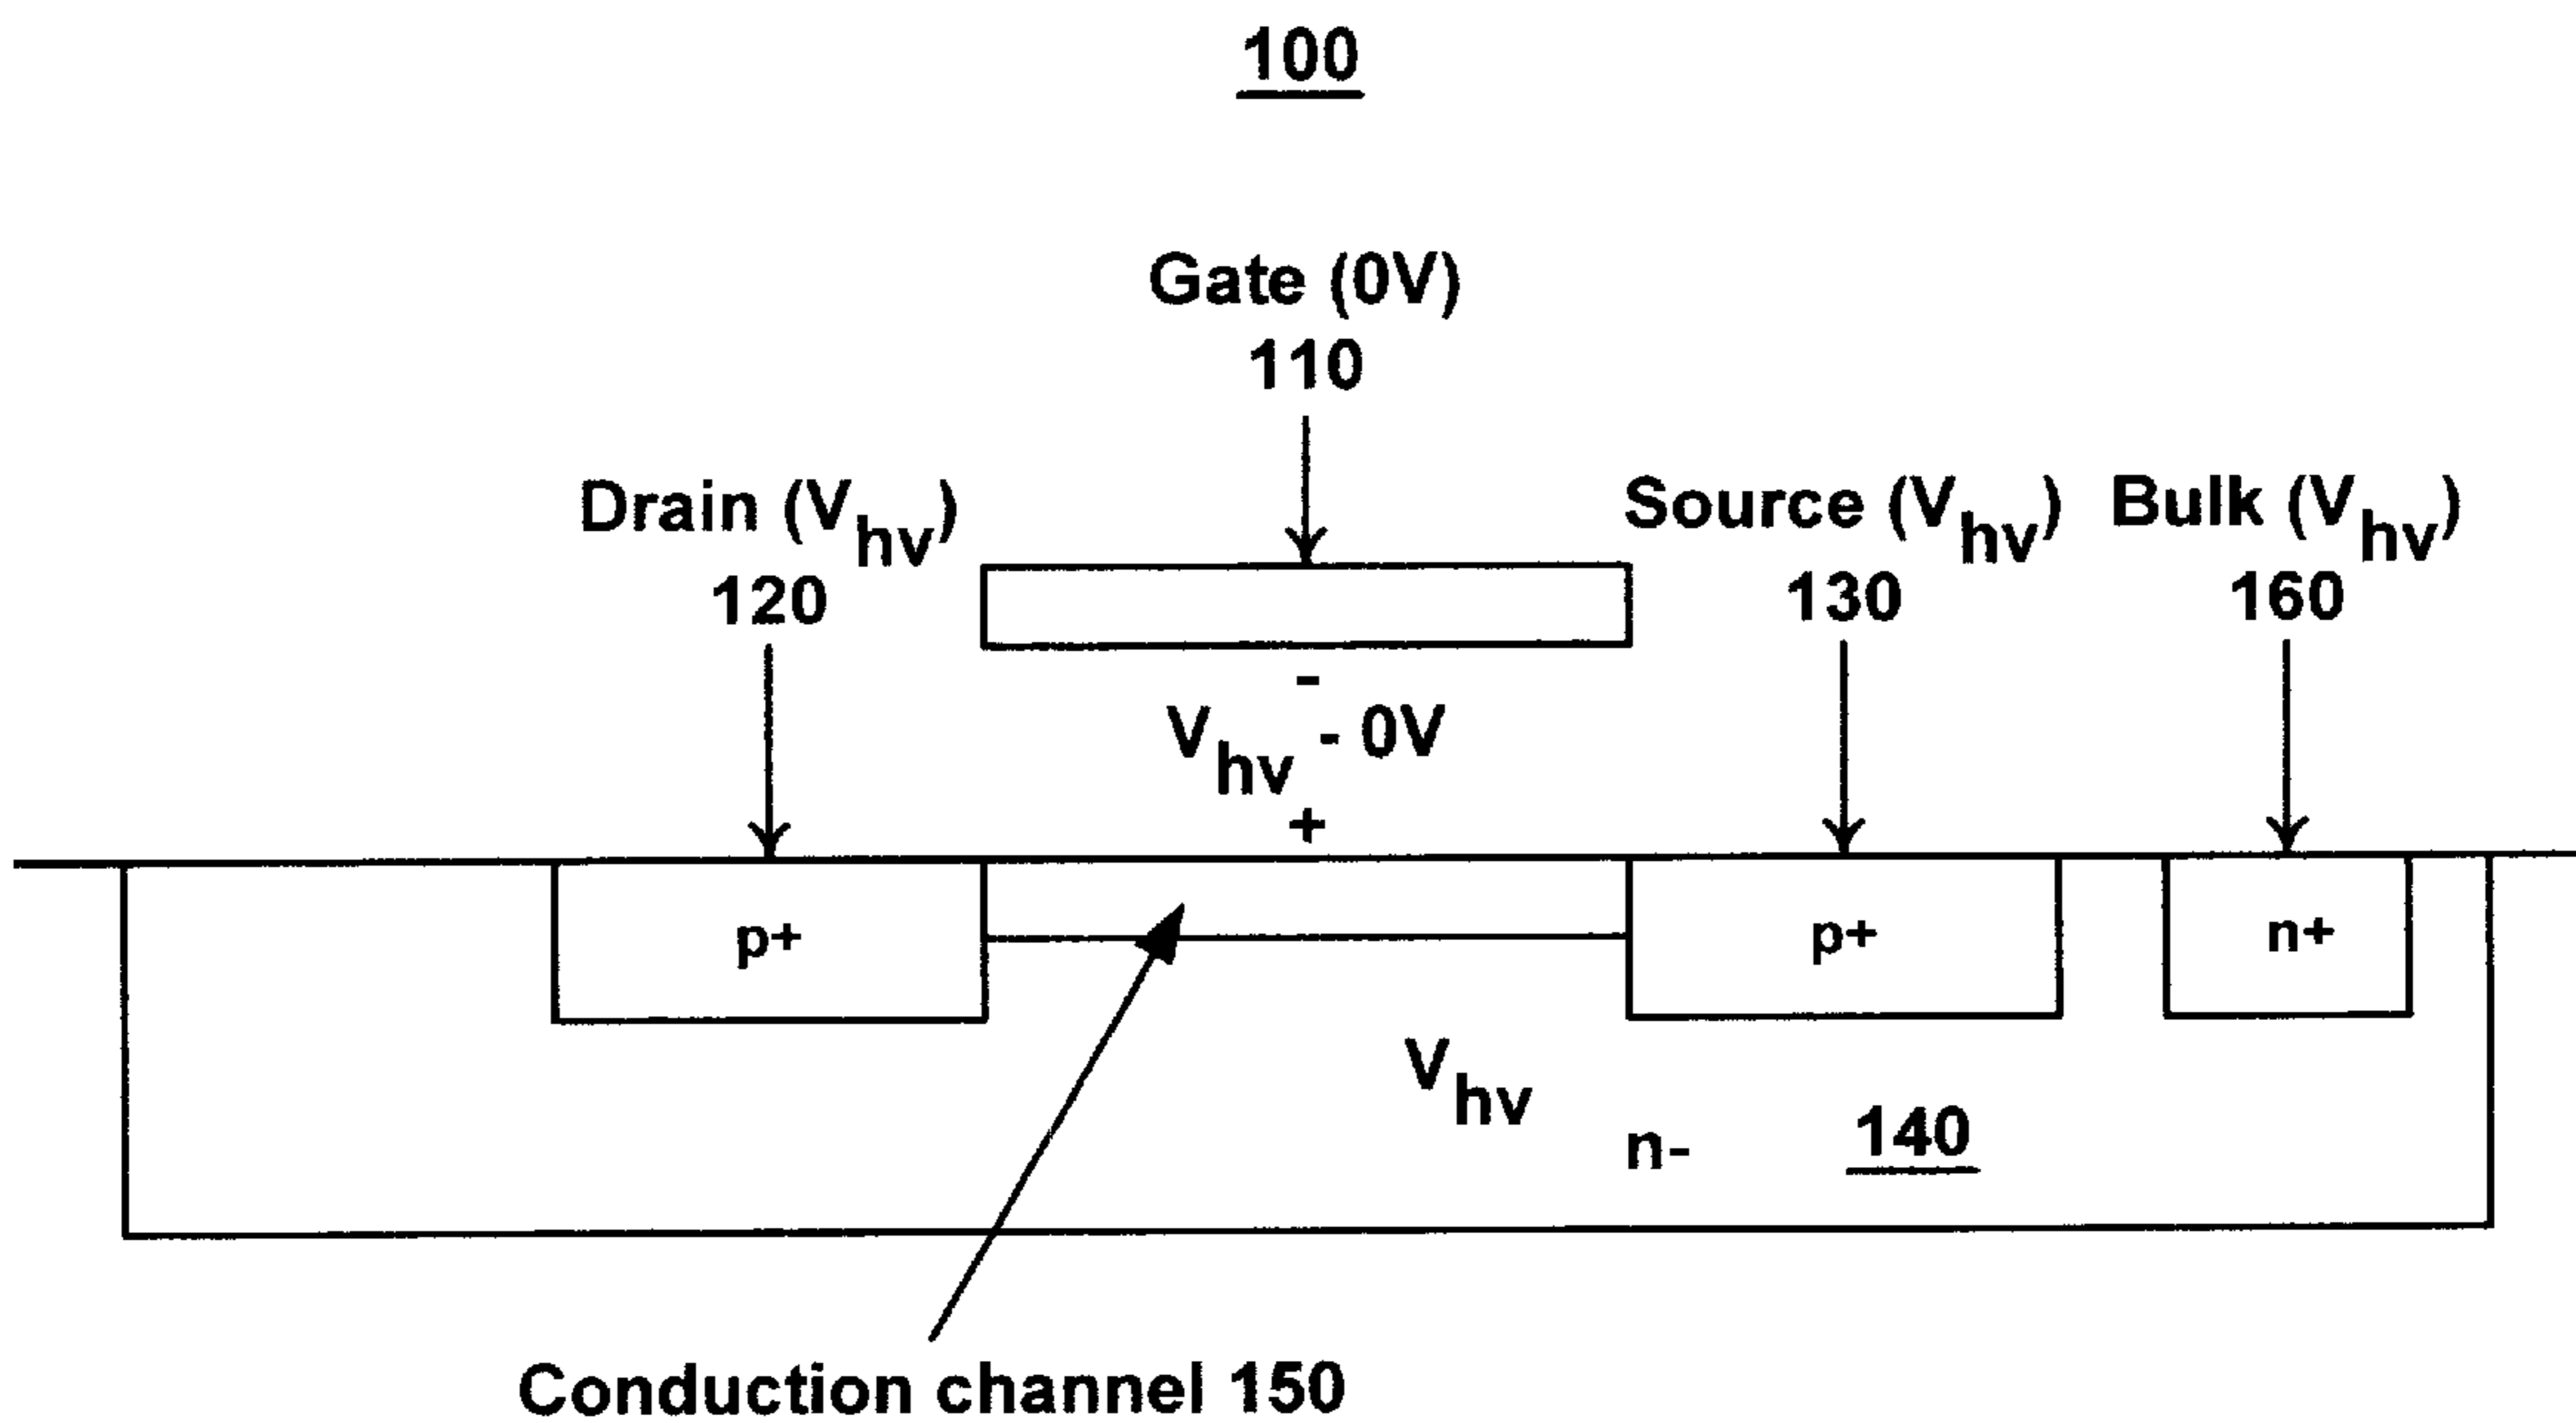 100
Gate (0V)
110
Drain (Vhv)
120
Source (Vhv)
130
Bulk (Vhv)
160
-
Vhv - 0V
+
p+
p+
n+
Vhv
n-
140
Conduction channel 150